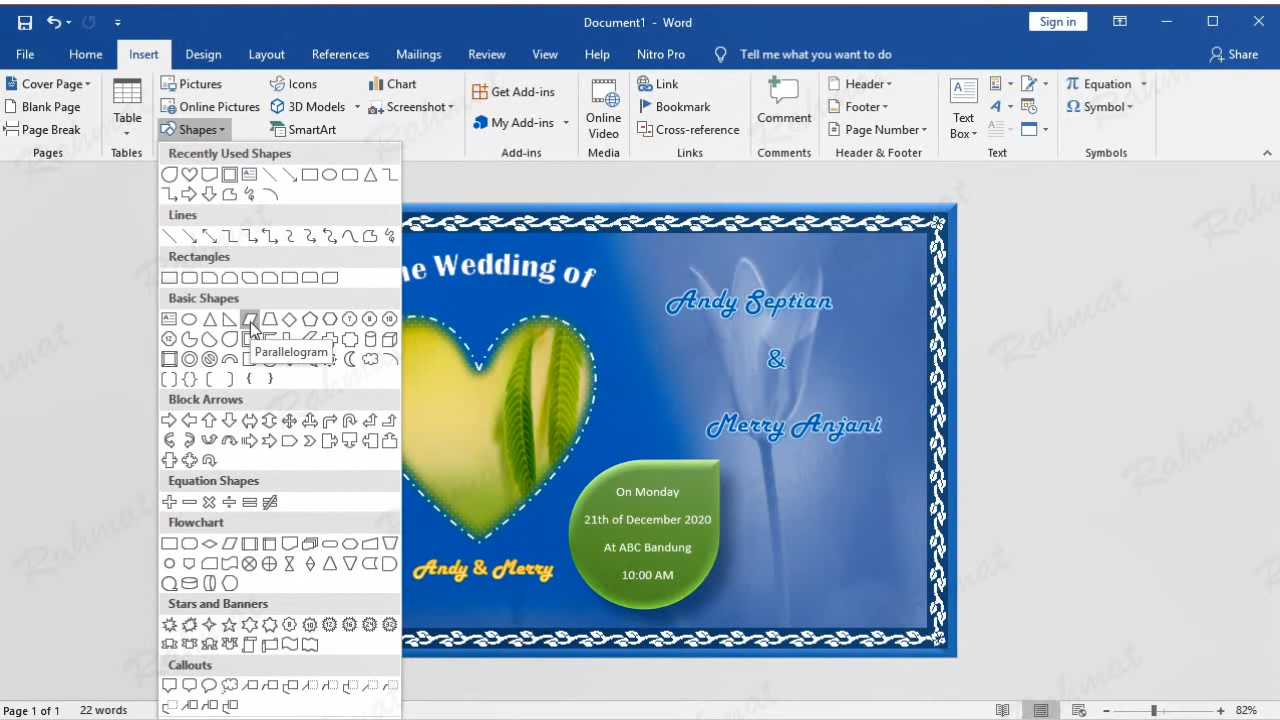 Document1 - Word
Sign in
File Home Insert Design Layout References Mailings Review View Help Nitro Pro Tell me what you want to do Share
Cover Page
Blank Page
Page Break
Pages
Table
Tables
Pictures
Online Pictures
Shapes
Icons
3D Models
SmartArt
Chart
Screenshot
Get Add-ins
My Add-ins
Add-ins
Online
Video
Media
Link
Bookmark
Cross-reference
Links
Comment
Comments
Header
Footer
Page Number
Header & Footer
Text
Box
Text
Equation
Symbol
Symbols
Recently Used Shapes
Lines
Rectangles
Basic Shapes
Parallelogram
Block Arrows
Equation Shapes
Flowchart
Stars and Banners
Callouts
he Wedding of
Andy Septian
&
Merry Anjani
On Monday
21th of December 2020
At ABC Bandung
10:00 AM
Andy & Merry
Page 1 of 1 22 words
82%
Rahmat